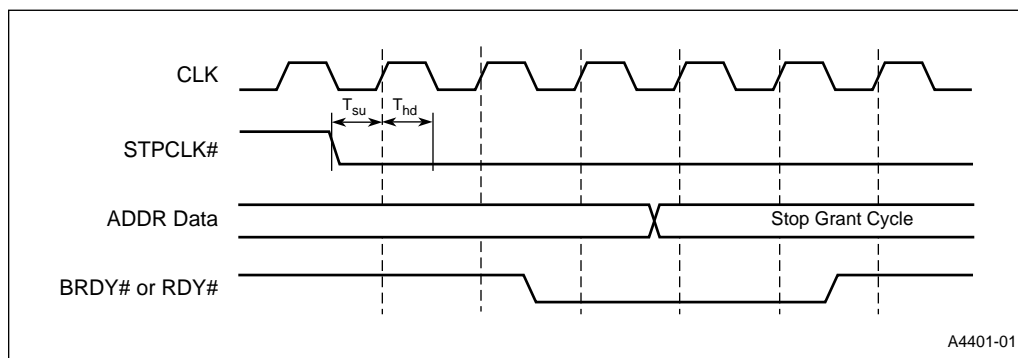 CLK
Tsu Thd
STPCLK#
ADDR Data Stop Grant Cycle
BRDY# or RDY#
A4401-01